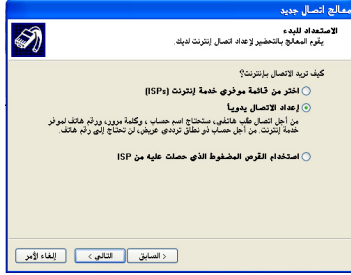 معالج اتصال جديد
الاستعداد للبدء
يقوم المعالج بالتحضير لإعداد اتصال إنترنت لديك.
كيف تريد الاتصال بإنترنت؟
اختر من قائمة موفري خدمة إنترنت (ISPs)
إعداد الاتصال يدوياً
من أجل اتصال طلب هاتفي, ستحتاج اسم حساب , وكلمة مرور, ورقم هاتف لموفر
خدمة إنترنت. من أجل حساب ذو نطاق ترددي عريض, لن تحتاج إلى رقم هاتف.
استخدام القرص المضغوط الذي حصلت عليه من ISP
< السابق
التالي >
إلغاء الأمر